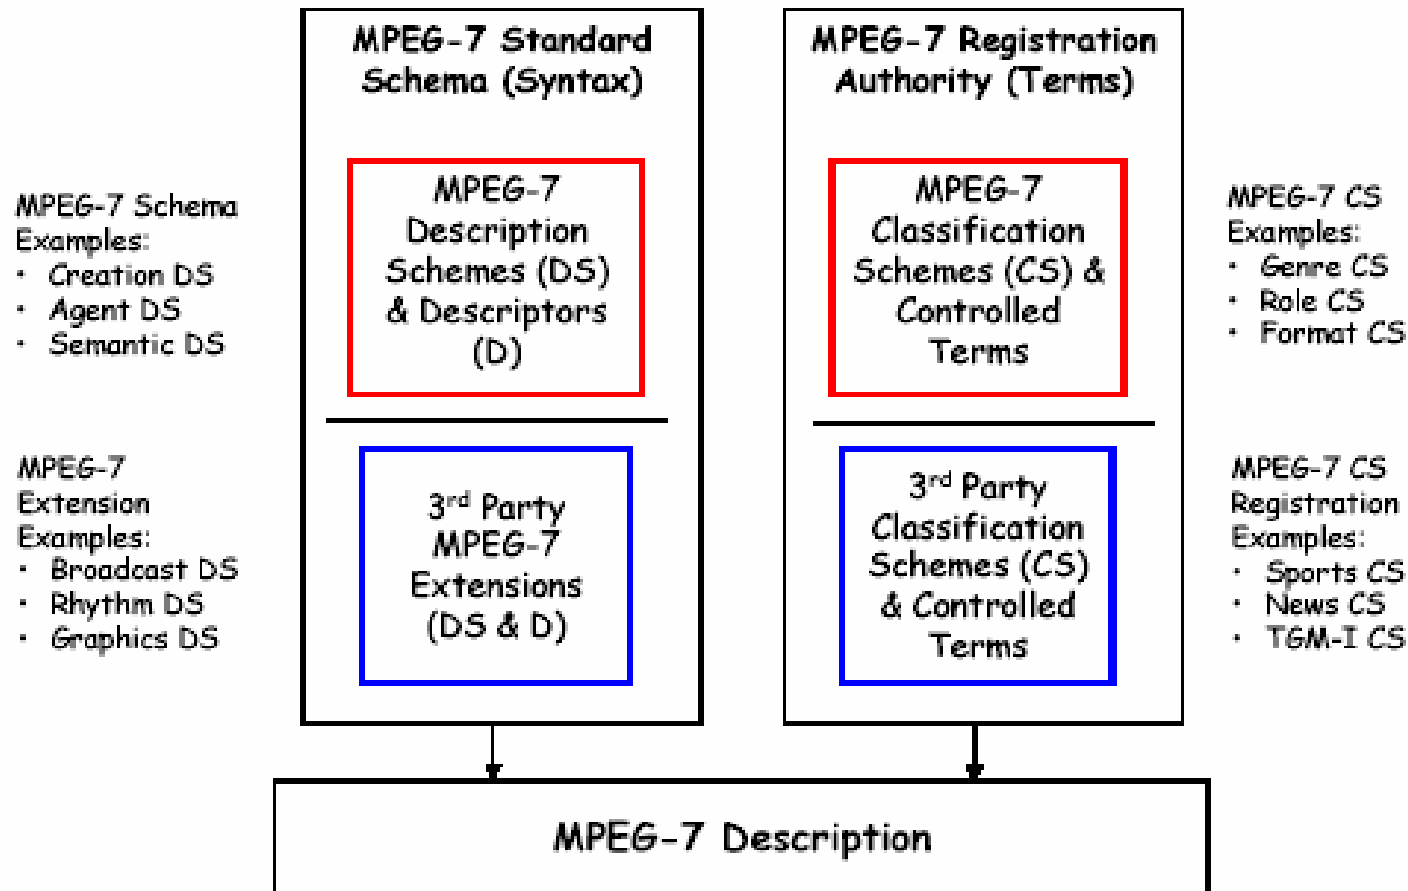 MPEG-7 Standard
Schema (Syntax)
MPEG-7 Registration
Authority (Terms)
MPEG-7 Schema
Examples:
• Creation DS
• Agent DS
• Semantic DS
MPEG-7
Description
Schemes (DS)
& Descriptors
(D)
MPEG-7
Classification
Schemes (CS) &
Controlled
Terms
MPEG-7 CS
Examples:
• Genre CS
• Role CS
• Format CS
MPEG-7
Extension
Examples:
• Broadcast DS
• Rhythm DS
• Graphics DS
3rd Party
MPEG-7
Extensions
(DS & D)
3rd Party
Classification
Schemes (CS)
& Controlled
Terms
MPEG-7 CS
Registration
Examples:
• Sports CS
• News CS
• TGM-I CS
MPEG-7 Description